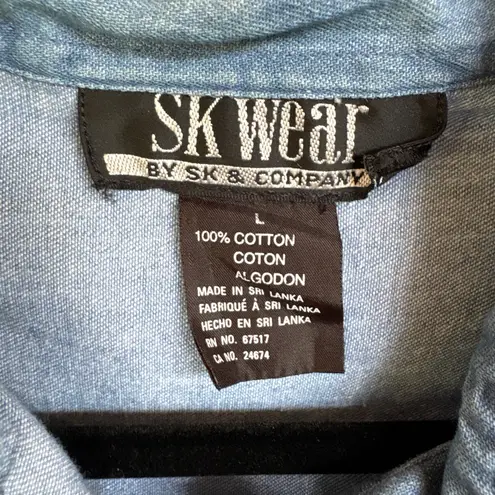 SK Wear
BY SK & COMPANY
L
100% COTTON
COTON
ALGODON
MADE IN SRI LANKA
FABRIQUÉ À SRI LANKA
HECHO EN SRI LANKA
RN NO. 67517
CA NO. 24674